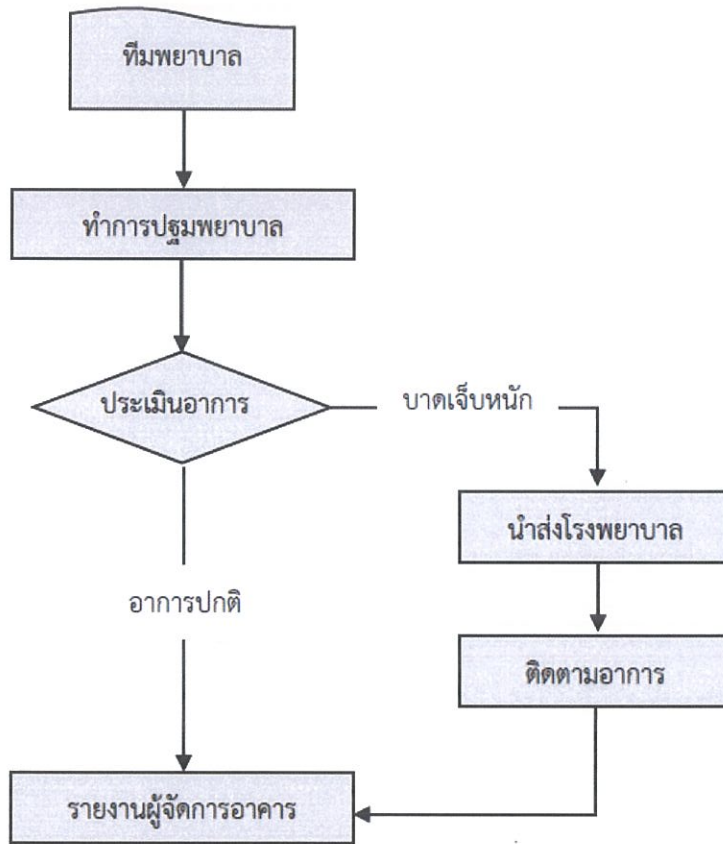 ทีมพยาบาล
ทำการปฐมพยาบาล
ประเมินอาการ
บาดเจ็บหนัก
นำส่งโรงพยาบาล
อาการปกติ
ติดตามอาการ
รายงานผู้จัดการอาคาร